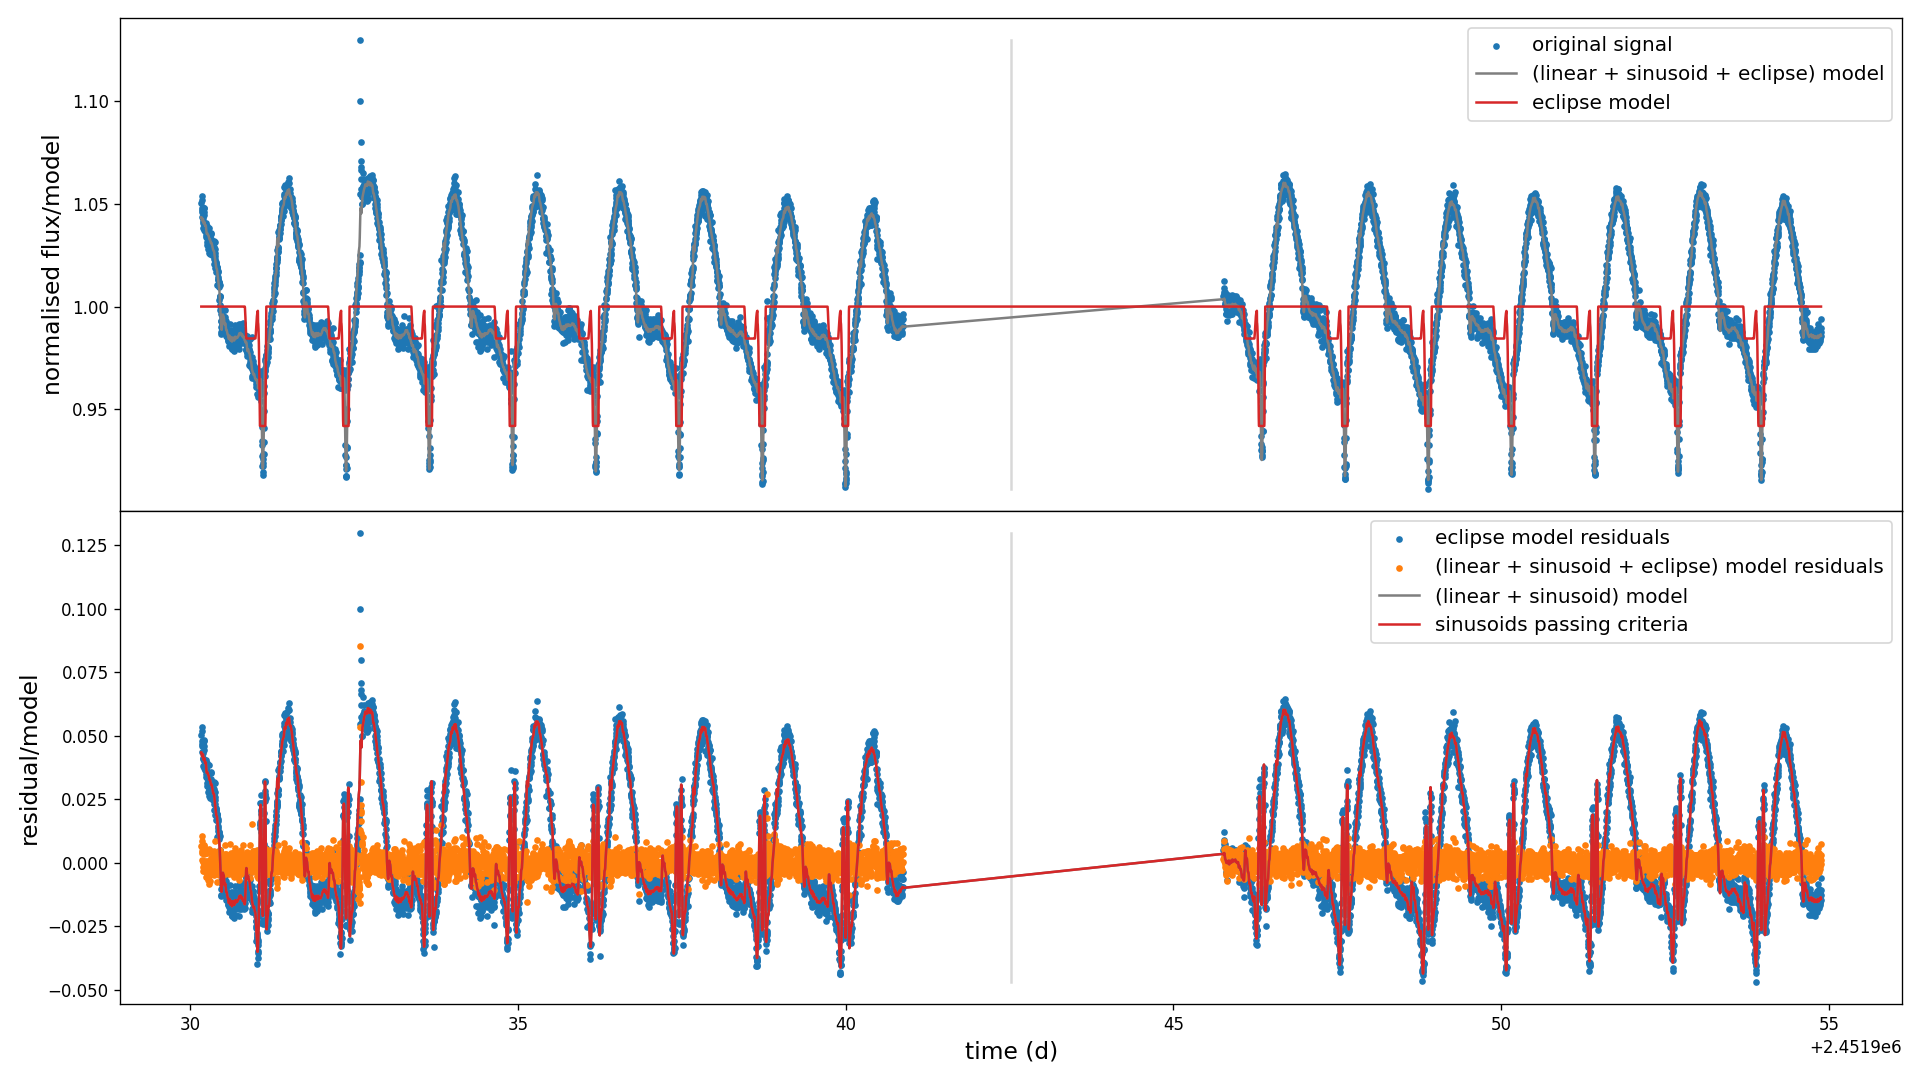 original signal
(linear + sinusoid + eclipse) model
eclipse model
normalised flux/model
1.10
1.05
1.00
0.95
eclipse model residuals
(linear + sinusoid + eclipse) model residuals
(linear + sinusoid) model
sinusoids passing criteria
residual/model
0.125
0.100
0.075
0.050
0.025
0.000
−0.025
−0.050
30 35 40 45 50 55
time (d)
+2.4519e6